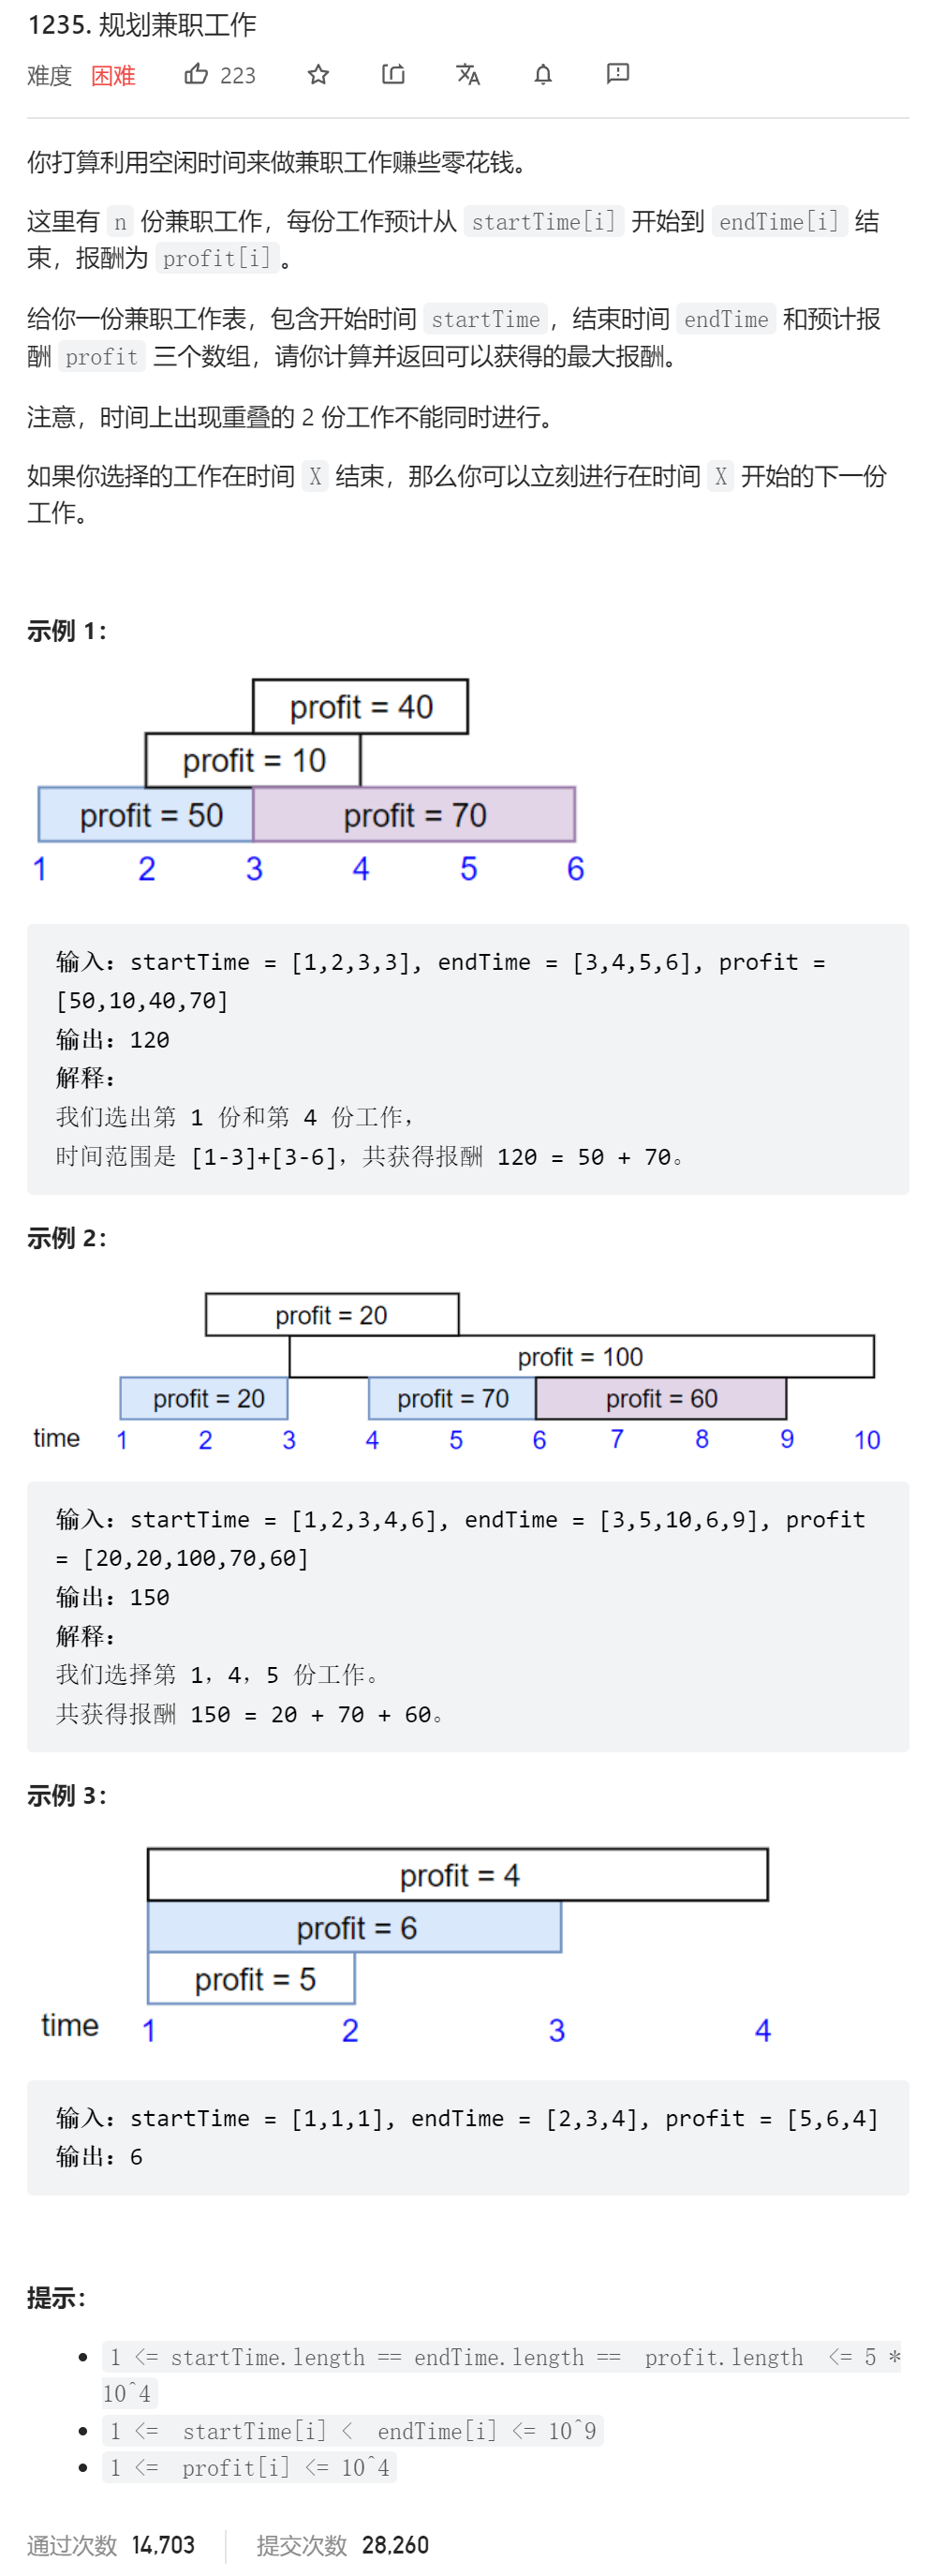 1235. 规划兼职工作
难度 困难 223
你打算利用空闲时间来做兼职工作赚些零花钱。
这里有 n 份兼职工作，每份工作预计从 startTime[i] 开始到 endTime[i] 结
束，报酬为 profit[i]。
给你一份兼职工作表，包含开始时间 startTime，结束时间 endTime 和预计报
酬 profit 三个数组，请你计算并返回可以获得的最大报酬。
注意，时间上出现重叠的 2 份工作不能同时进行。
如果你选择的工作在时间 X 结束，那么你可以立刻进行在时间 X 开始的下一份
工作。
示例 1：
profit = 40
profit = 10
profit = 50 profit = 70
1 2 3 4 5 6
输入：startTime = [1,2,3,3], endTime = [3,4,5,6], profit =
[50,10,40,70]
输出：120
解释：
我们选出第 1 份和第 4 份工作，
时间范围是 [1-3]+[3-6]，共获得报酬 120 = 50 + 70。
示例 2：
profit = 20
profit = 100
profit = 20 profit = 70 profit = 60
time 1 2 3 4 5 6 7 8 9 10
输入：startTime = [1,2,3,4,6], endTime = [3,5,10,6,9], profit
= [20,20,100,70,60]
输出：150
解释：
我们选择第 1，4，5 份工作。
共获得报酬 150 = 20 + 70 + 60。
示例 3：
profit = 4
profit = 6
profit = 5
time 1 2 3 4
输入：startTime = [1,1,1], endTime = [2,3,4], profit = [5,6,4]
输出：6
提示：
• 1 <= startTime.length == endTime.length == profit.length <= 5 *
10^4
• 1 <= startTime[i] < endTime[i] <= 10^9
• 1 <= profit[i] <= 10^4
通过次数 14,703 提交次数 28,260